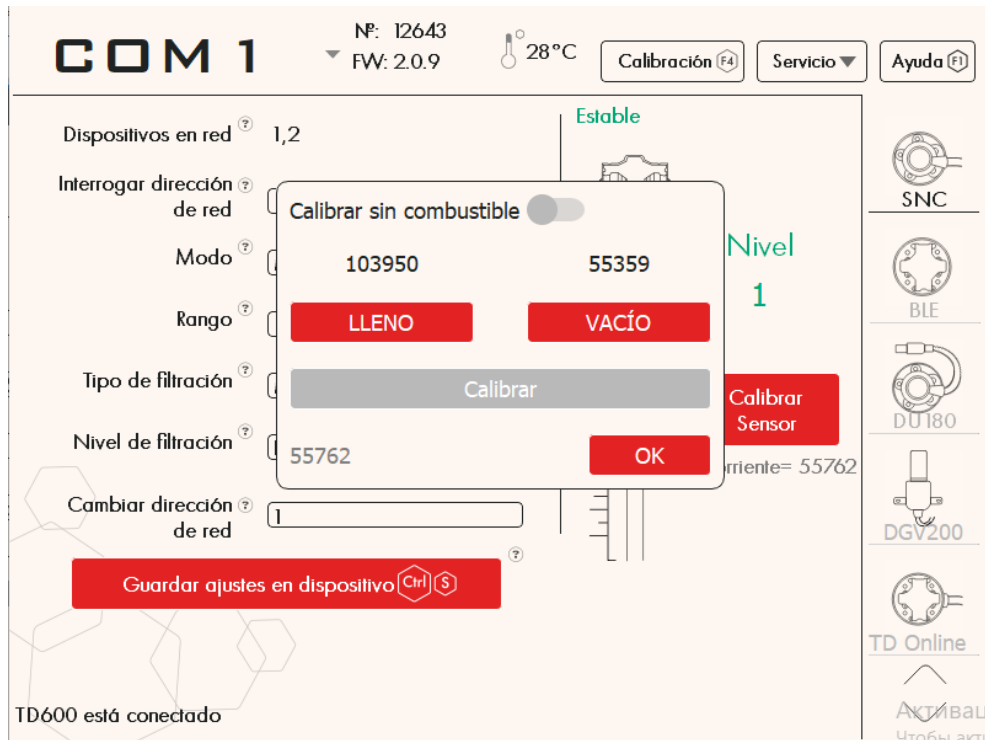 COM 1
№: 12643
FW: 2.0.9
28°C
Calibración F4
Servicio
Ayuda F1
Dispositivos en red ?
1,2
Estable
Interrogar dirección ?
de red
Modo ?
Rango ?
Tipo de filtración ?
Nivel de filtración ?
Cambiar dirección ?
de red
1
?
Calibrar sin combustible
103950
55359
LLENO
VACÍO
Calibrar
55762
OK
Nivel
1
Calibrar
Sensor
rriente= 55762
Guardar ajustes en dispositivo Ctrl S
TD600 está conectado
SNC
BLE
DU180
DGV200
TD Online
Активац
Чтобы акти